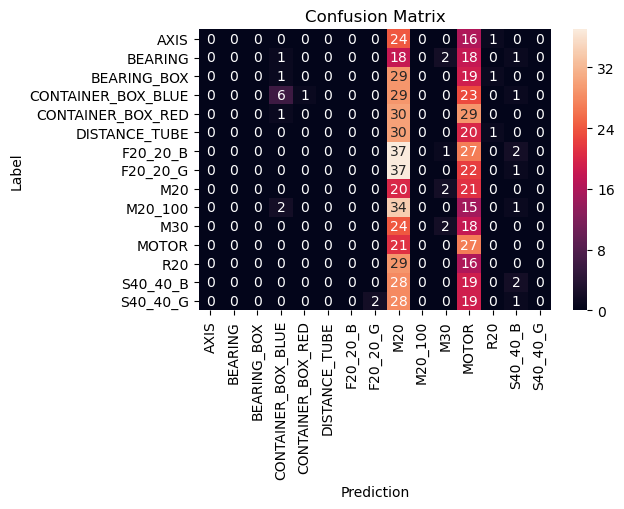 Confusion Matrix
AXIS 0 0 0 0 0 0 0 0 24 0 0 16 1 0 0
BEARING 0 0 0 1 0 0 0 0 18 0 2 18 0 1 0
BEARING_BOX 0 0 0 1 0 0 0 0 29 0 0 19 1 0 0
CONTAINER_BOX_BLUE 0 0 0 6 1 0 0 0 29 0 0 23 0 1 0
CONTAINER_BOX_RED 0 0 0 1 0 0 0 0 30 0 0 29 0 0 0
DISTANCE_TUBE 0 0 0 0 0 0 0 0 30 0 0 20 1 0 0
F20_20_B 0 0 0 0 0 0 0 0 37 0 1 27 0 2 0
F20_20_G 0 0 0 0 0 0 0 0 37 0 0 22 0 1 0
M20 0 0 0 0 0 0 0 0 20 0 2 21 0 0 0
M20_100 0 0 0 2 0 0 0 0 34 0 0 15 0 1 0
M30 0 0 0 0 0 0 0 0 24 0 2 18 0 0 0
MOTOR 0 0 0 0 0 0 0 0 21 0 0 27 0 0 0
R20 0 0 0 0 0 0 0 0 29 0 0 16 0 0 0
S40_40_B 0 0 0 0 0 0 0 0 28 0 0 19 0 2 0
S40_40_G 0 0 0 0 0 0 0 2 28 0 0 19 0 1 0
Label
AXIS
BEARING
BEARING_BOX
CONTAINER_BOX_BLUE
CONTAINER_BOX_RED
DISTANCE_TUBE
F20_20_B
F20_20_G
M20
M20_100
M30
MOTOR
R20
S40_40_B
S40_40_G
Prediction
32
24
16
8
0